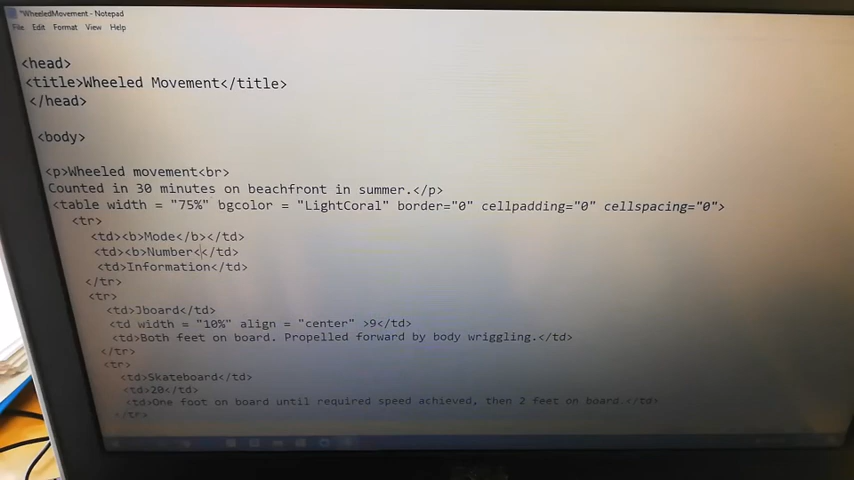 *WheeledMovement - Notepad
File Edit Format View Help
<head>
<title>Wheeled Movement</title>
</head>
<body>
<p>Wheeled movement<br>
Counted in 30 minutes on beachfront in summer.</p>
<table width = "75%" bgcolor = "LightCoral" border="0" cellpadding="0" cellspacing="0">
<tr>
<td><b>Mode</b></td>
<td><b>Number<</td>
<td>Information</td>
</tr>
<tr>
<td>Jboard</td>
<td width = "10%" align = "center" >9</td>
<td>Both feet on board. Propelled forward by body wriggling.</td>
</tr>
<tr>
<td>Skateboard</td>
<td>20</td>
<td>One foot on board until required speed achieved, then 2 feet on board.</td>
</tr>